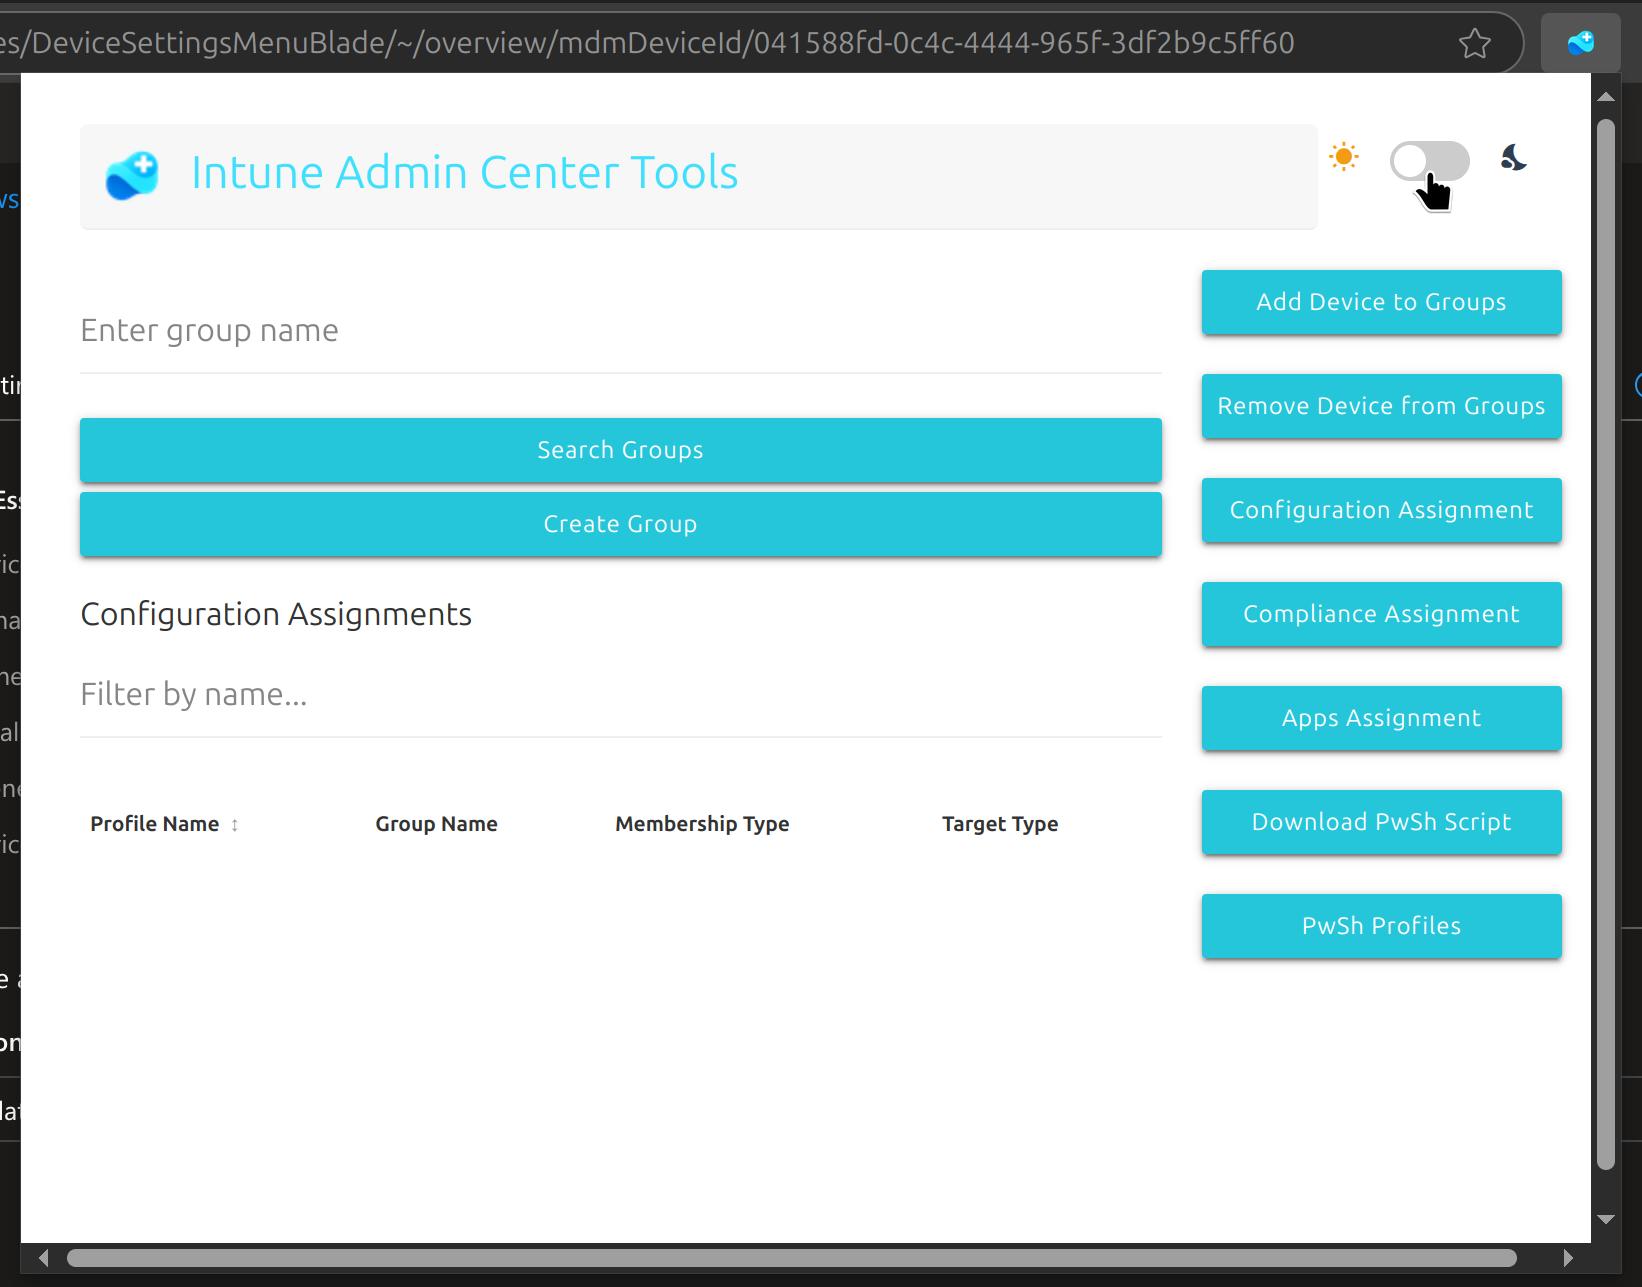 es/DeviceSettingsMenuBlade/~/overview/mdmDeviceId/041588fd-0c4c-4444-965f-3df2b9c5ff60
Intune Admin Center Tools
Enter group name
Search Groups
Create Group
Configuration Assignments
Filter by name...
Profile Name ↕ Group Name Membership Type Target Type
Add Device to Groups
Remove Device from Groups
Configuration Assignment
Compliance Assignment
Apps Assignment
Download PwSh Script
PwSh Profiles